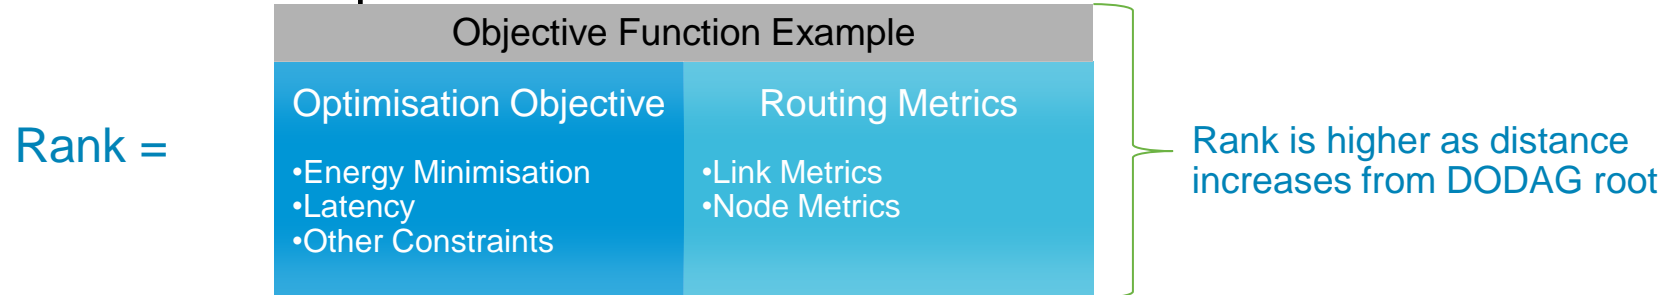 Objective Function Example
Rank =
Optimisation Objective
•Energy Minimisation
•Latency
•Other Constraints
Routing Metrics
•Link Metrics
•Node Metrics
Rank is higher as distance
increases from DODAG root